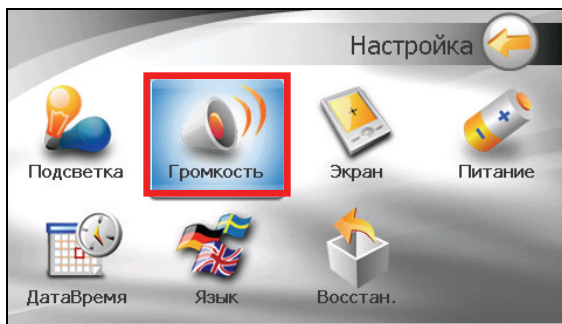 Настройка
Подсветка
Громкость
Экран
Питание
ДатаВремя
Язык
Восстан.